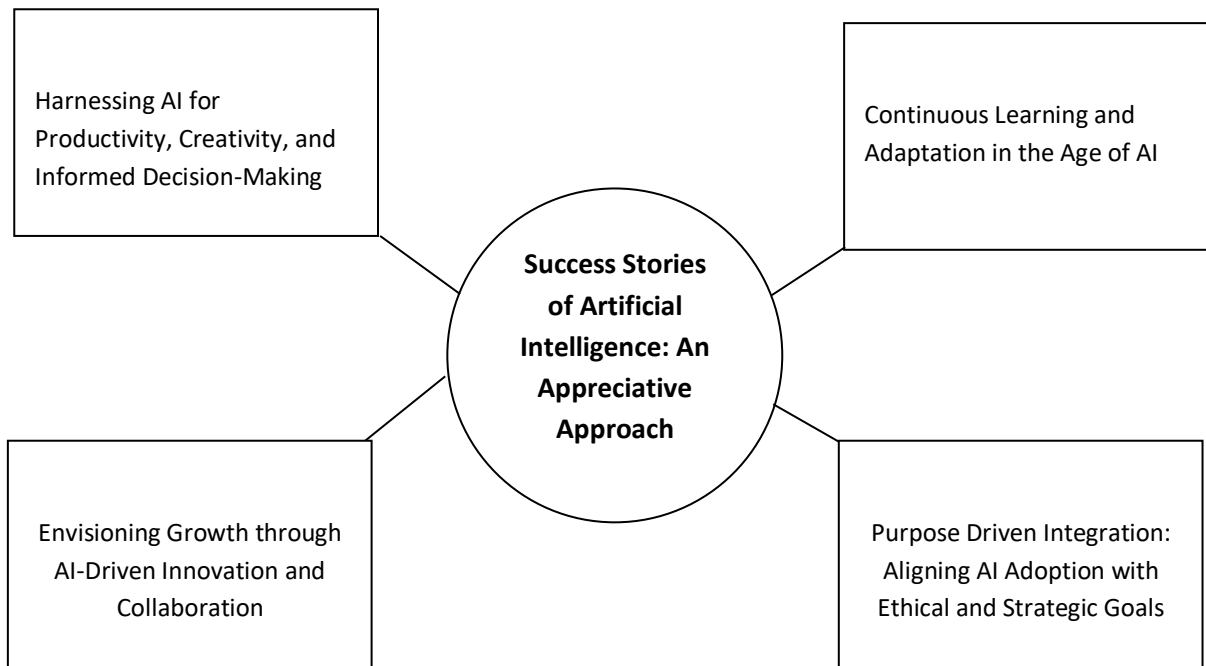 Harnessing AI for
Productivity, Creativity, and
Informed Decision-Making
Continuous Learning and
Adaptation in the Age of AI
Success Stories
of Artificial
Intelligence: An
Appreciative
Approach
Envisioning Growth through
AI-Driven Innovation and
Collaboration
Purpose Driven Integration:
Aligning AI Adoption with
Ethical and Strategic Goals